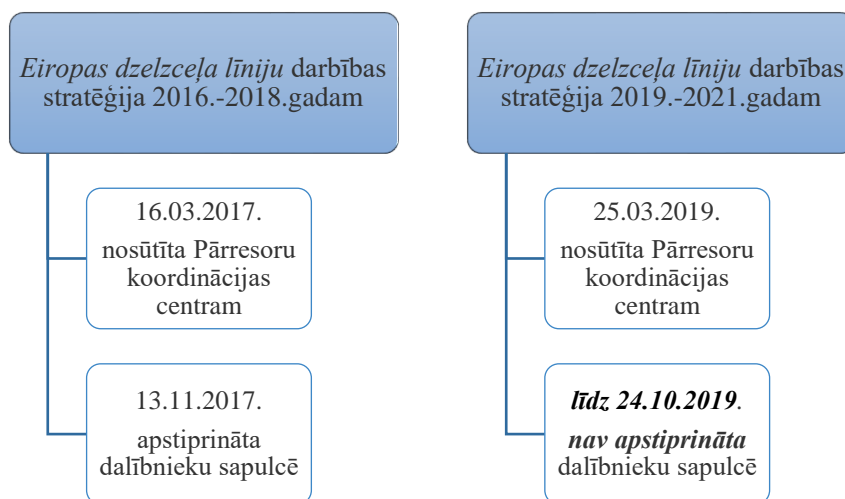 Eiropas dzelzceļa līniju darbības
stratēģija 2016.-2018.gadam
16.03.2017.
nosūtīta Pārresoru
koordinācijas
centram
13.11.2017.
apstiprināta
dalībnieku sapulcē
Eiropas dzelzceļa līniju darbības
stratēģija 2019.-2021.gadam
25.03.2019.
nosūtīta Pārresoru
koordinācijas
centram
līdz 24.10.2019.
nav apstiprināta
dalībnieku sapulcē